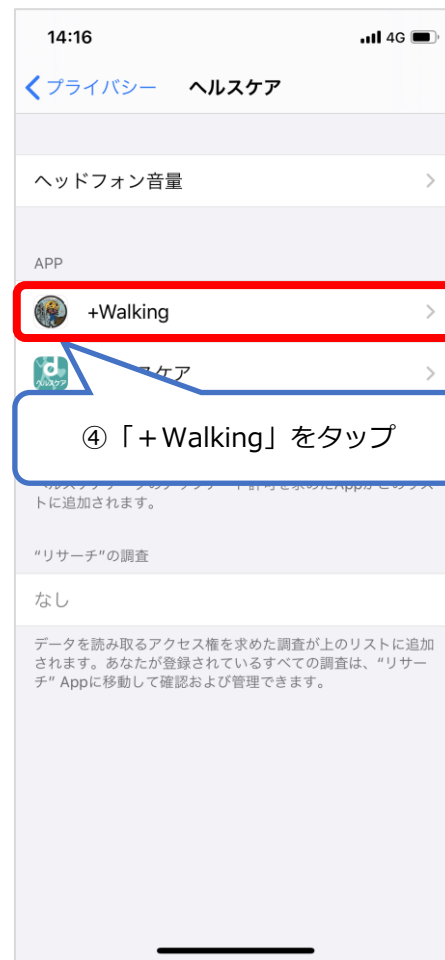 14:16
4G
プライバシー ヘルスケア
ヘッドフォン音量
APP
+Walking
スケア
④「+Walking」をタップ
トに追加されます。
“リサーチ”の調査
なし
データを読み取るアクセス権を求めた調査が上のリストに追加
されます。あなたが登録されているすべての調査は、“リサー
チ” Appに移動して確認および管理できます。